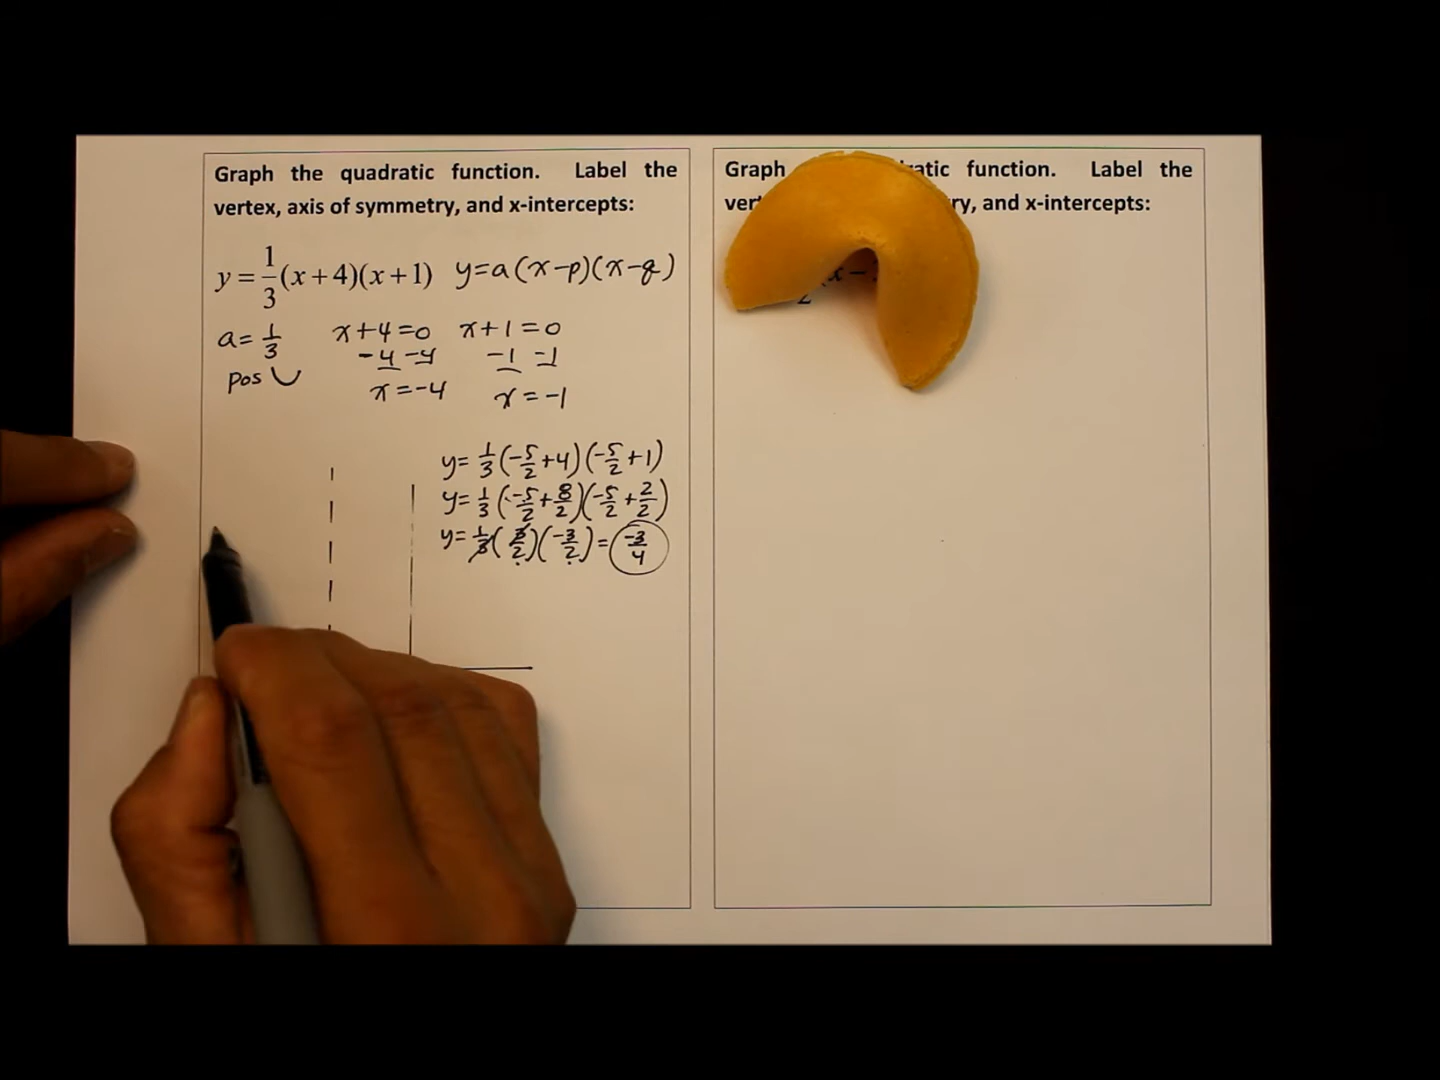 Graph the quadratic function. Label the
vertex, axis of symmetry, and x-intercepts:
y = 1/3 (x + 4)(x + 1) y = a(x-p)(x-q)
a = 1/3 x+4=0 x+1=0
pos -4 -4 -1 -1
x = -4 x = -1
y = 1/3 (-5/2 + 4)(-5/2 + 1)
y = 1/3 (-5/2 + 8/2)(-5/2 + 2/2)
y = 1/3 (3/2)(-3/2) = -3/4
Graph function. Label the
and x-intercepts:
2 x −